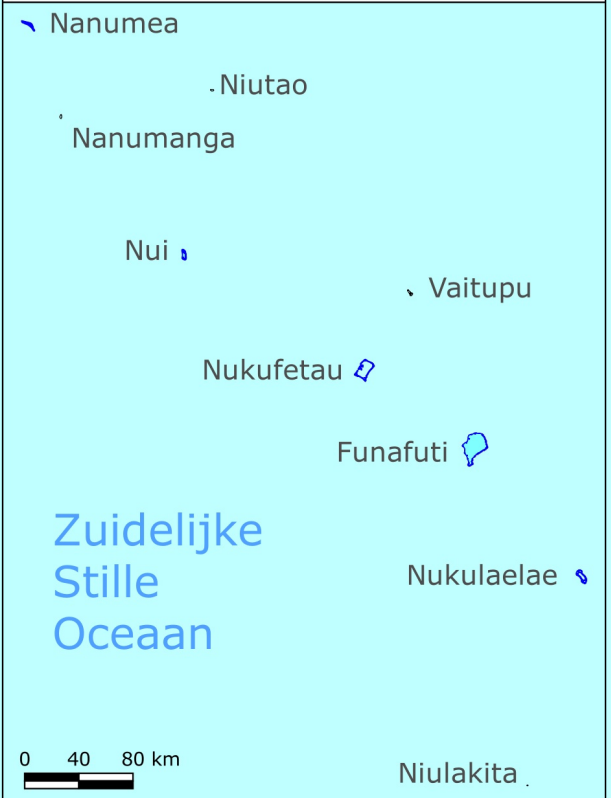 Nanumea
Niutao
Nanumanga
Nui
Vaitupu
Nukufetau
Funafuti
Zuidelijke
Stille
Oceaan
Nukulaelae
0 40 80 km
Niulakita